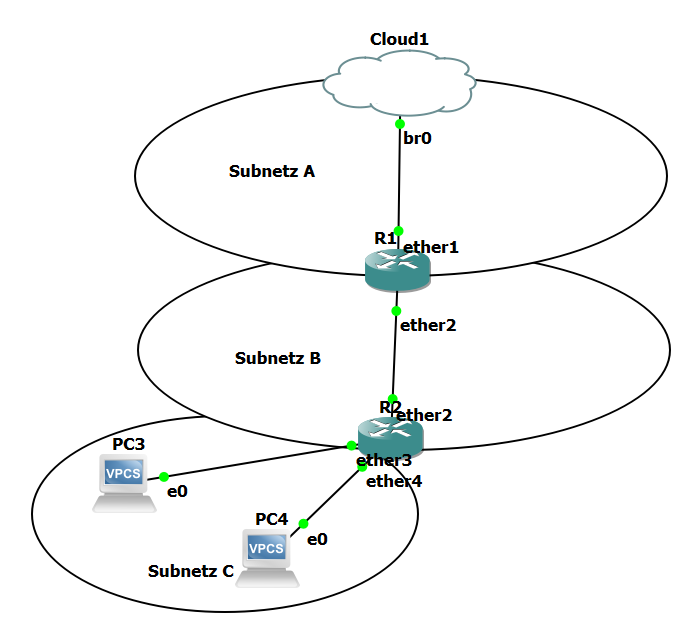 Cloud1
br0
Subnetz A
R1
ether1
ether2
Subnetz B
R2
ether2
PC3
VPCS
e0
ether3
ether4
PC4
VPCS
e0
Subnetz C